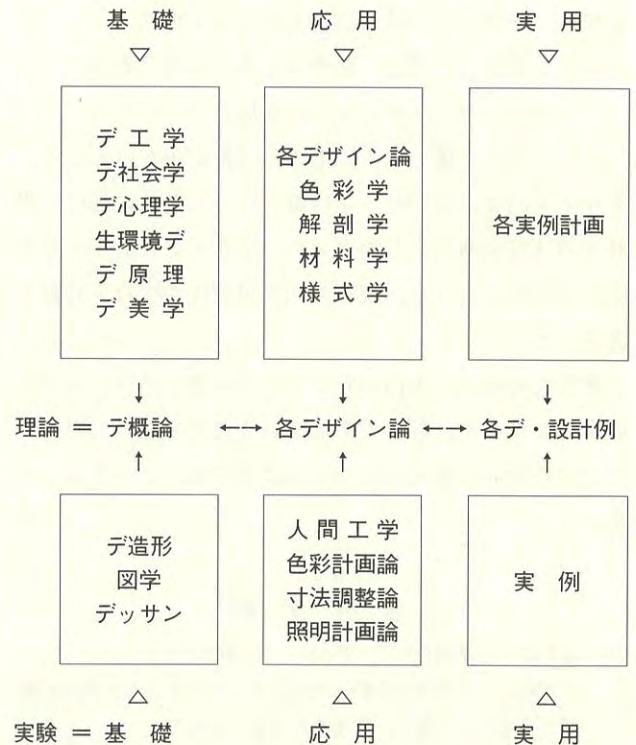 基 礎 応 用 実 用
▽ ▽ ▽
デ 工 学
デ社会学
デ心理学
生環境デ
デ 原 理
デ 美 学
各デザイン論
色 彩 学
解 剖 学
材 料 学
様 式 学
各実例計画
↓ ↓ ↓
理論 ＝ デ概論 ←→ 各デザイン論 ←→ 各デ・設計例
↑ ↑ ↑
デ造形
図学
デッサン
人 間 工 学
色彩計画論
寸法調整論
照明計画論
実 例
△ △ △
実験 ＝ 基 礎 応 用 実 用